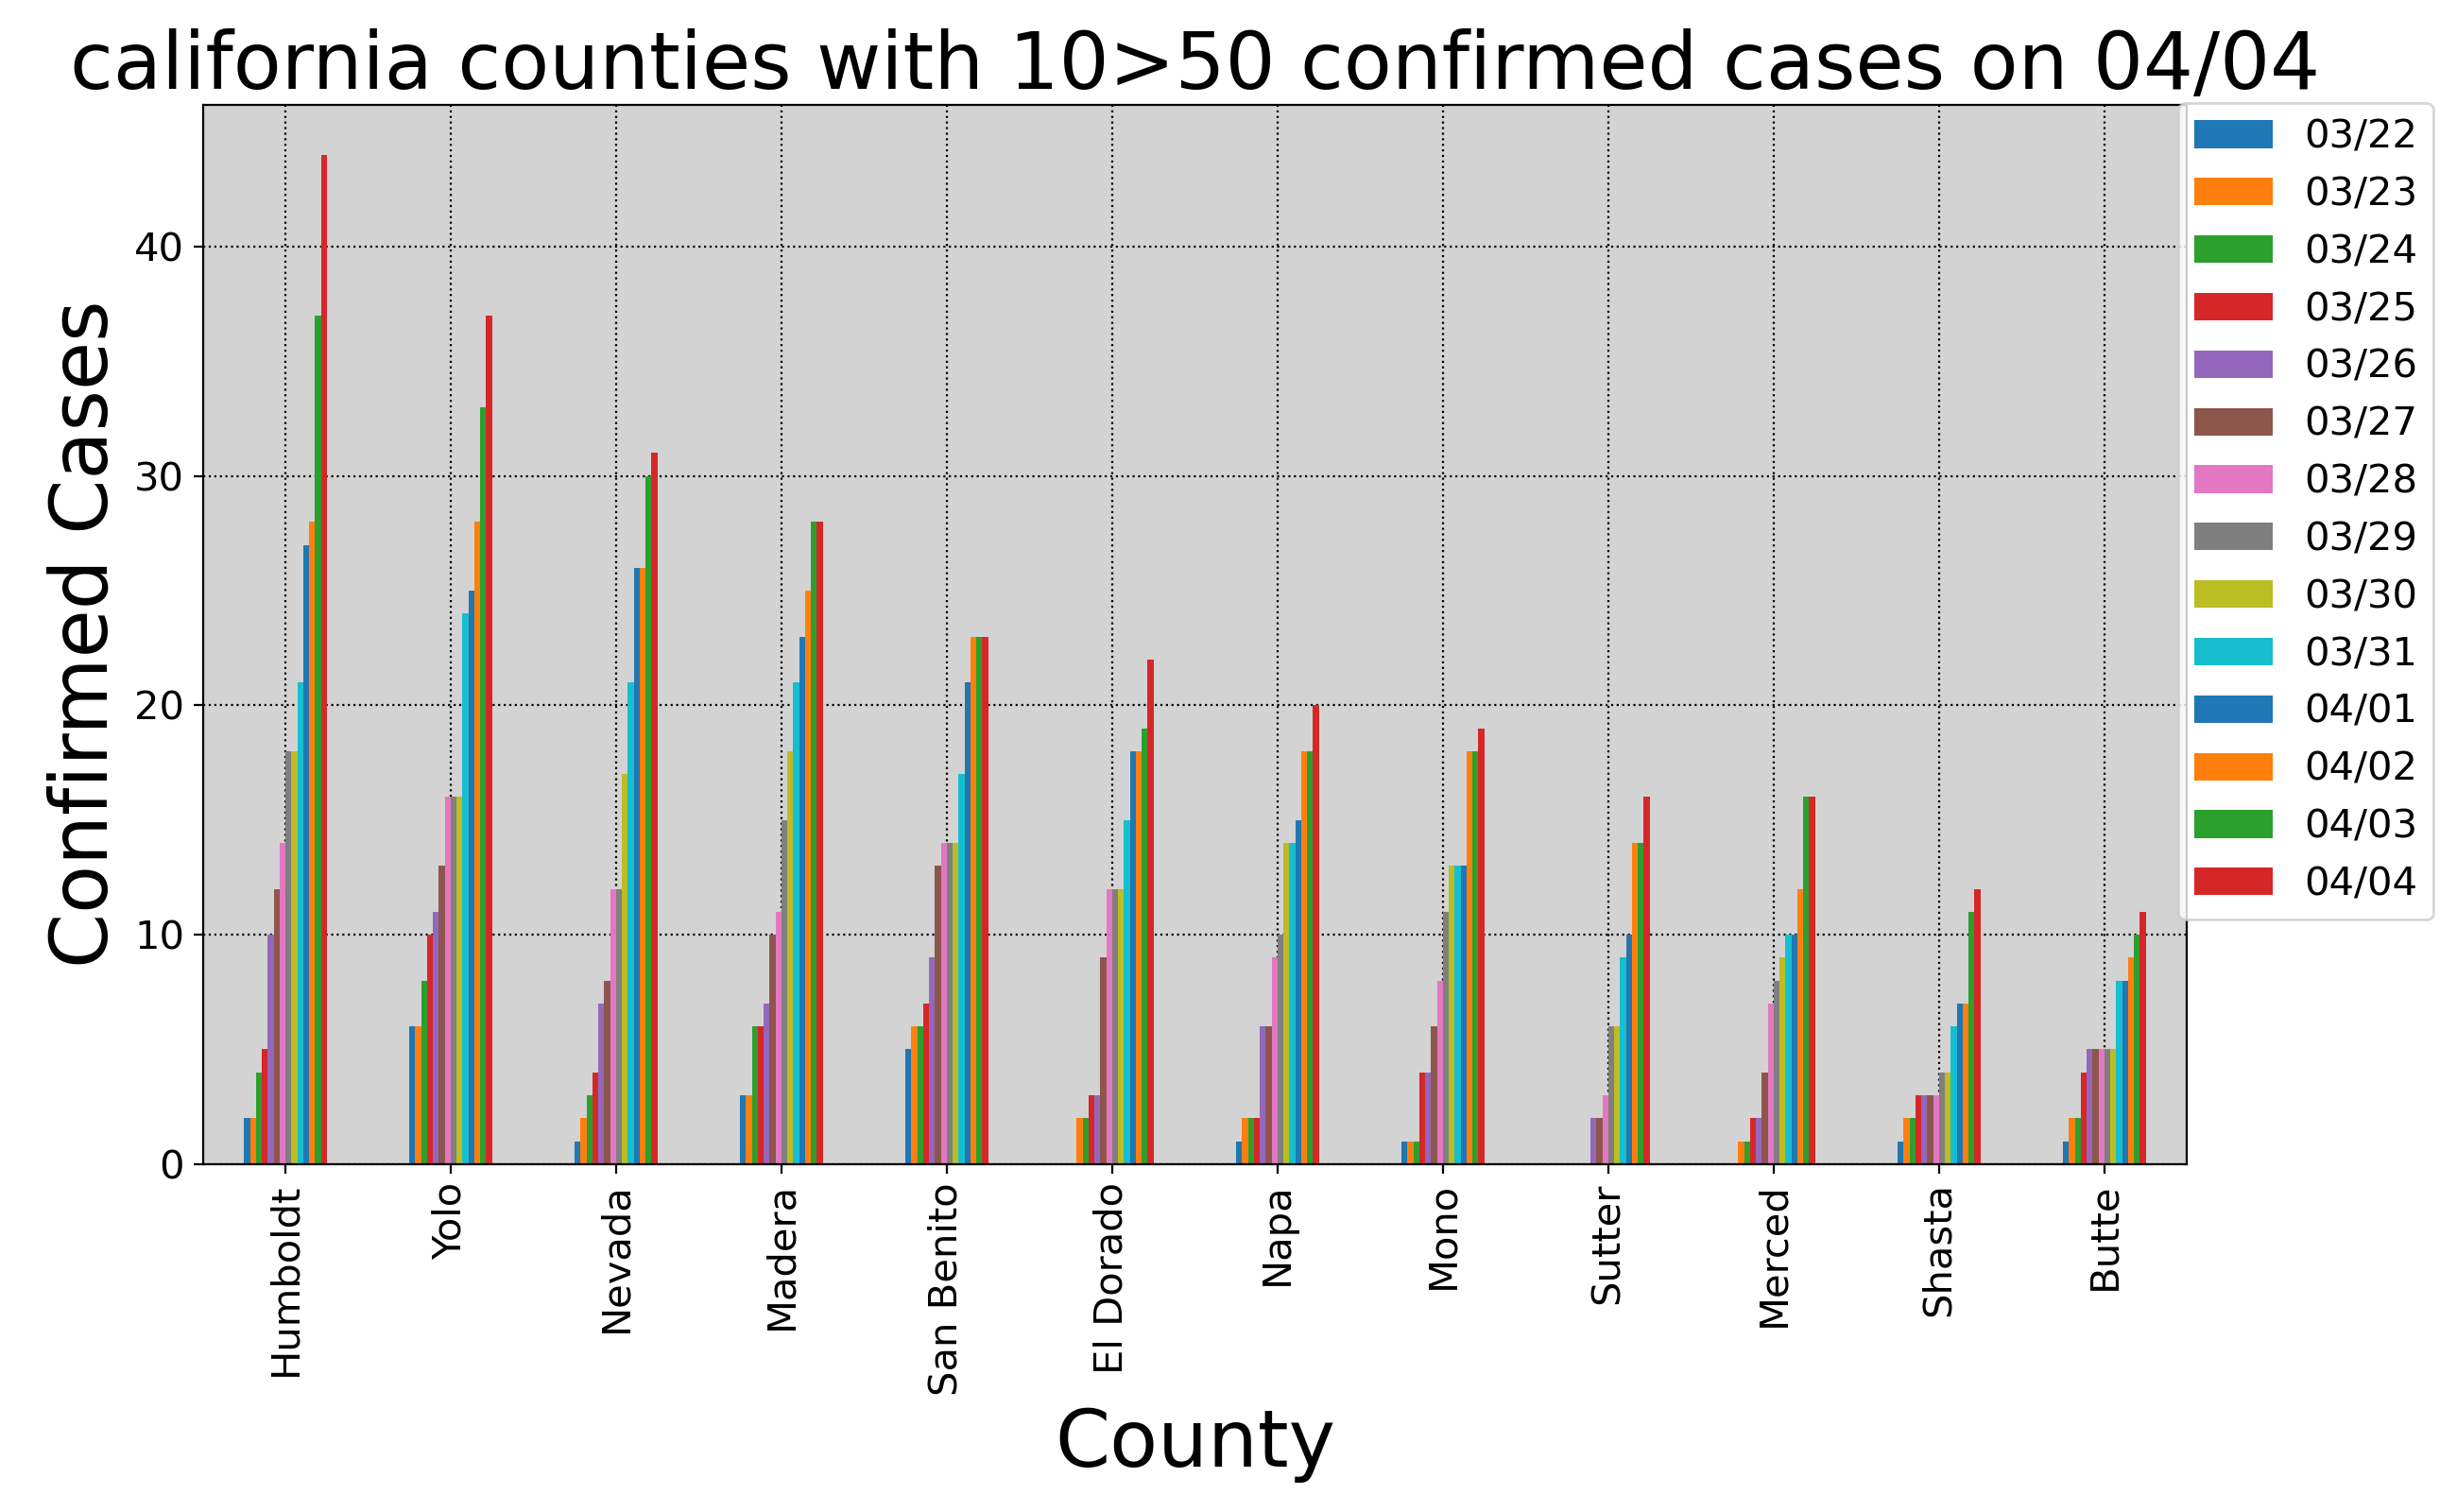 california counties with 10>50 confirmed cases on 04/04
Confirmed Cases
40
30
20
10
0
Humboldt
Yolo
Nevada
Madera
San Benito
El Dorado
Napa
Mono
Sutter
Merced
Shasta
Butte
County
03/22
03/23
03/24
03/25
03/26
03/27
03/28
03/29
03/30
03/31
04/01
04/02
04/03
04/04